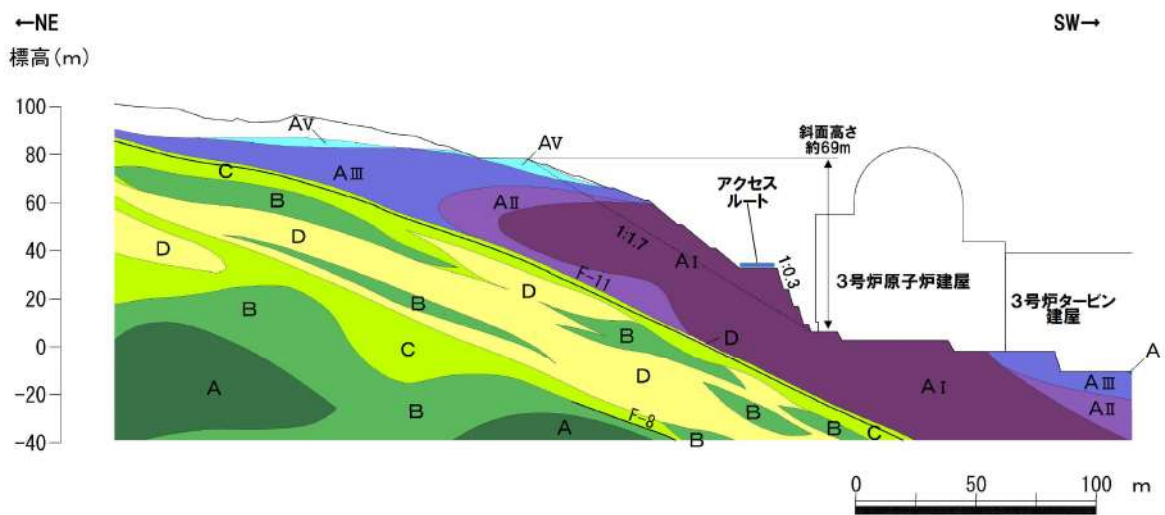 ←NE
SW→
標高(m)
100
80
60
40
20
0
-20
-40
AⅤ
AⅤ
斜面高さ
約69m
アクセス
ルート
AⅢ
C
B
AⅡ
D
D
1:1.7
AⅠ
1:0.3
F-11
3号炉原子炉建屋
3号炉タービン
建屋
B
B
D
B
D
A
C
A
B
D
AⅠ
AⅢ
AⅡ
F-8
A
B
B
B
C
0
50
100
m